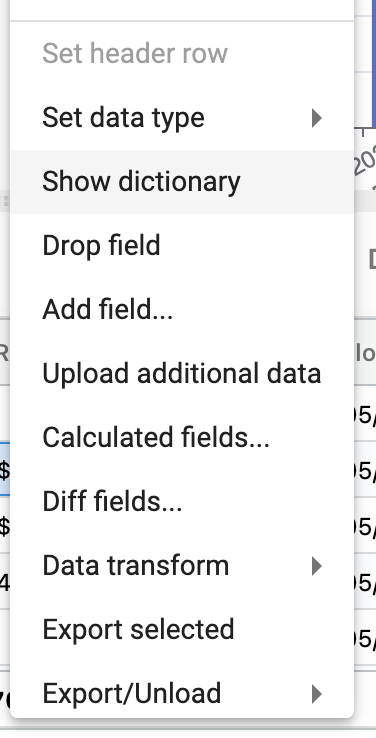 Set header row
Set data type
Show dictionary
Drop field
Add field...
Upload additional data
Calculated fields...
Diff fields...
Data transform
Export selected
Export/Unload